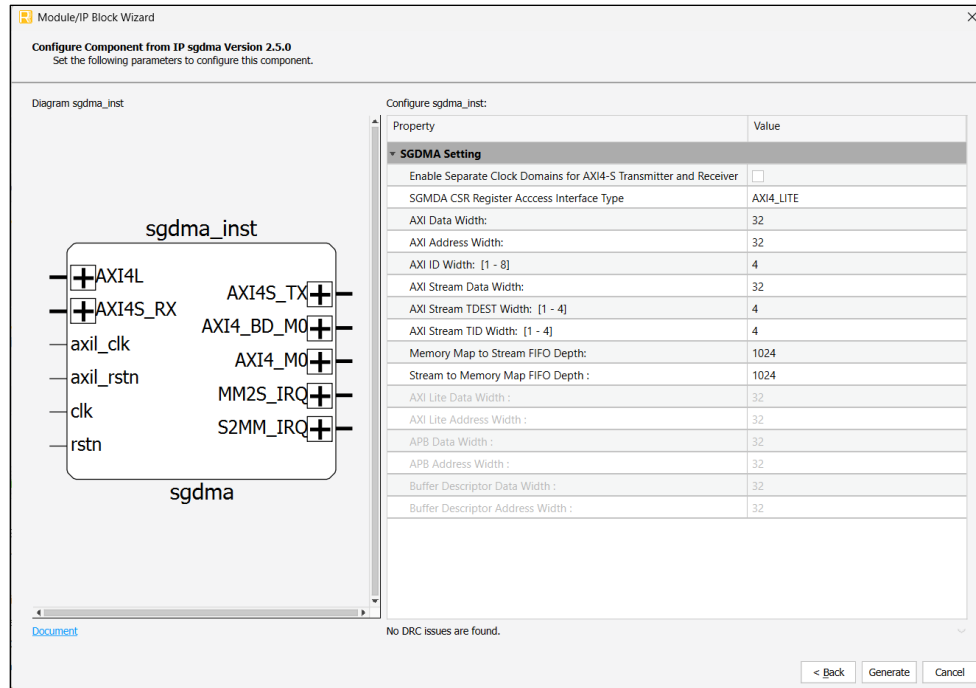 Module/IP Block Wizard
Configure Component from IP sgdma Version 2.5.0
Set the following parameters to configure this component.
Diagram sgdma_inst
sgdma_inst
AXI4L
AXI4S_RX
axil_clk
axil_rstn
clk
rstn
AXI4S_TX
AXI4_BD_M0
AXI4_M0
MM2S_IRQ
S2MM_IRQ
sgdma
Document
Configure sgdma_inst:
Property Value
SGDMA Setting
Enable Separate Clock Domains for AXI4-S Transmitter and Receiver
SGMDA CSR Register Acccess Interface Type AXI4_LITE
AXI Data Width: 32
AXI Address Width: 32
AXI ID Width: [1 - 8] 4
AXI Stream Data Width: 32
AXI Stream TDEST Width: [1 - 4] 4
AXI Stream TID Width: [1 - 4] 4
Memory Map to Stream FIFO Depth: 1024
Stream to Memory Map FIFO Depth : 1024
AXI Lite Data Width : 32
AXI Lite Address Width : 32
APB Data Width : 32
APB Address Width : 32
Buffer Descriptor Data Width : 32
Buffer Descriptor Address Width : 32
No DRC issues are found.
< Back Generate Cancel